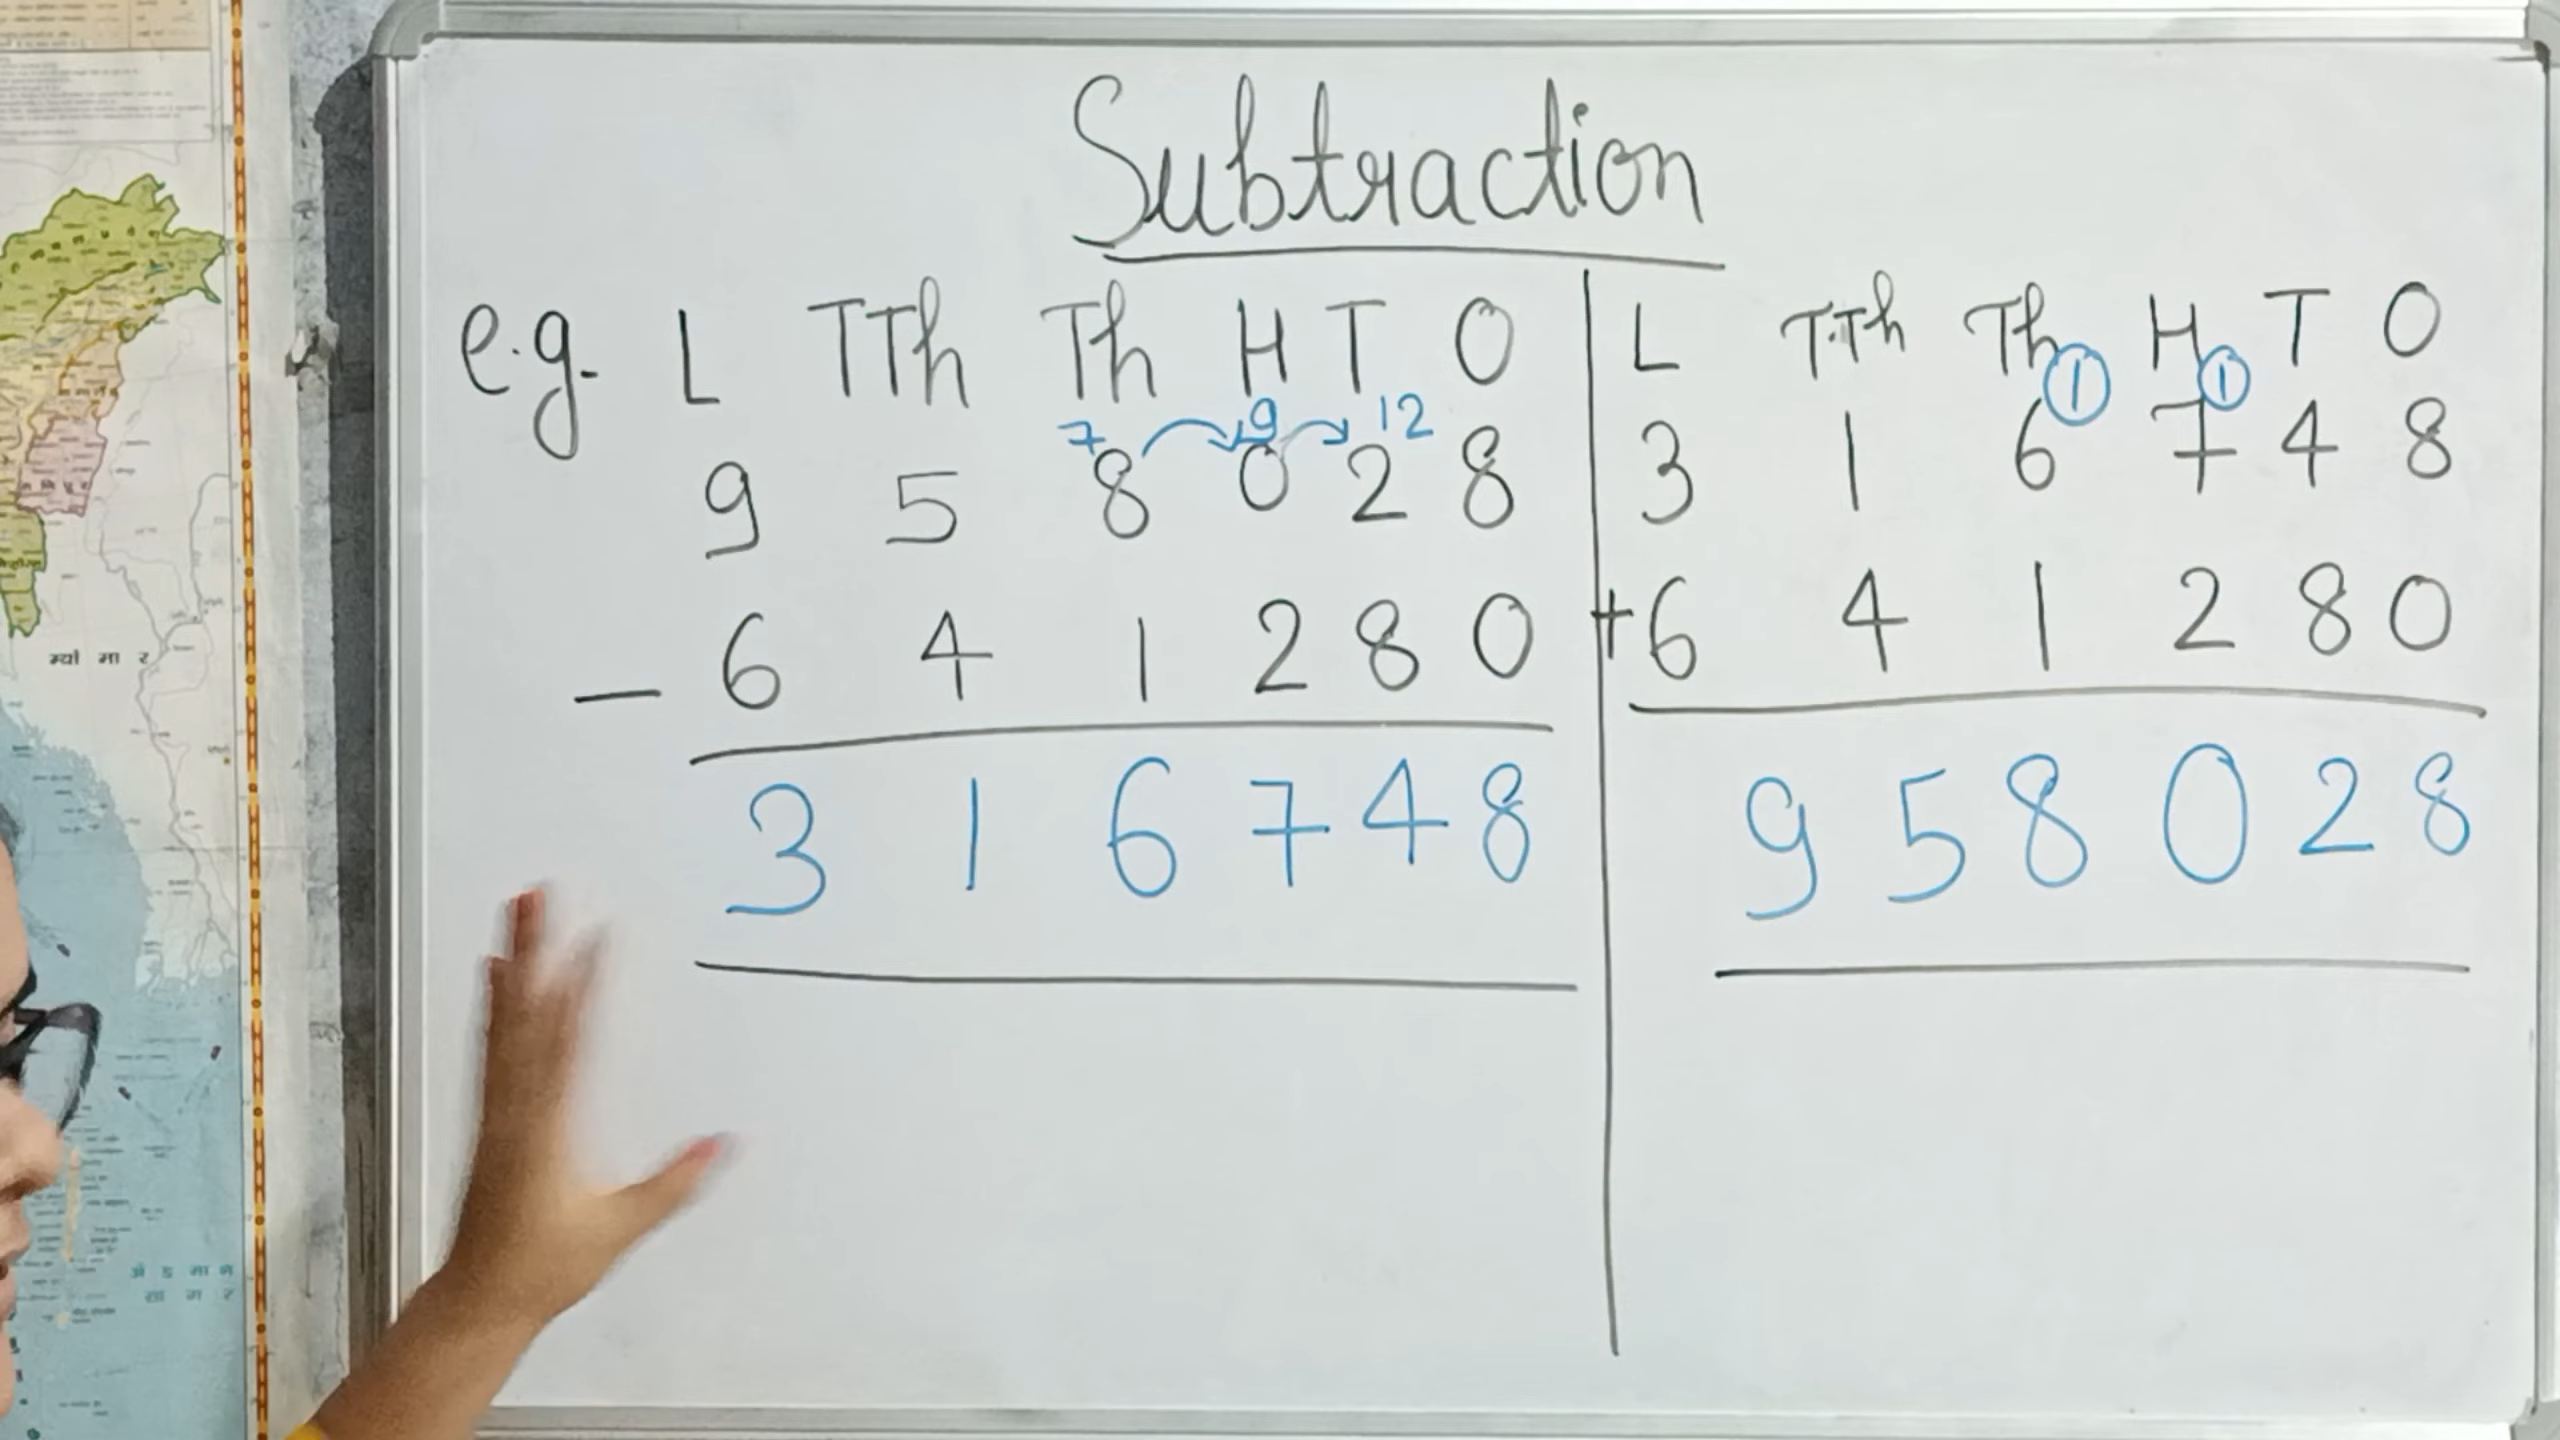 Subtraction
e.g. L TTh Th H T O
7 9 12
9 5 8 0 2 8
- 6 4 1 2 8 0
3 1 6 7 4 8
L T.Th Th H T O
1 1
3 1 6 7 4 8
+ 6 4 1 2 8 0
9 5 8 0 2 8
म्यां मा र
अं ड मा न
सा ग र